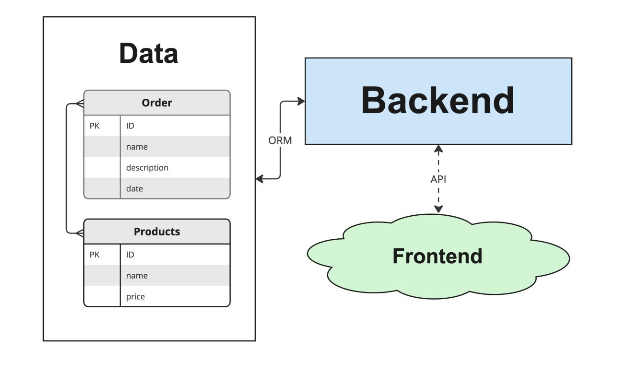 Data
Order
PK ID
name
description
date
Products
PK ID
name
price
ORM
Backend
API
Frontend